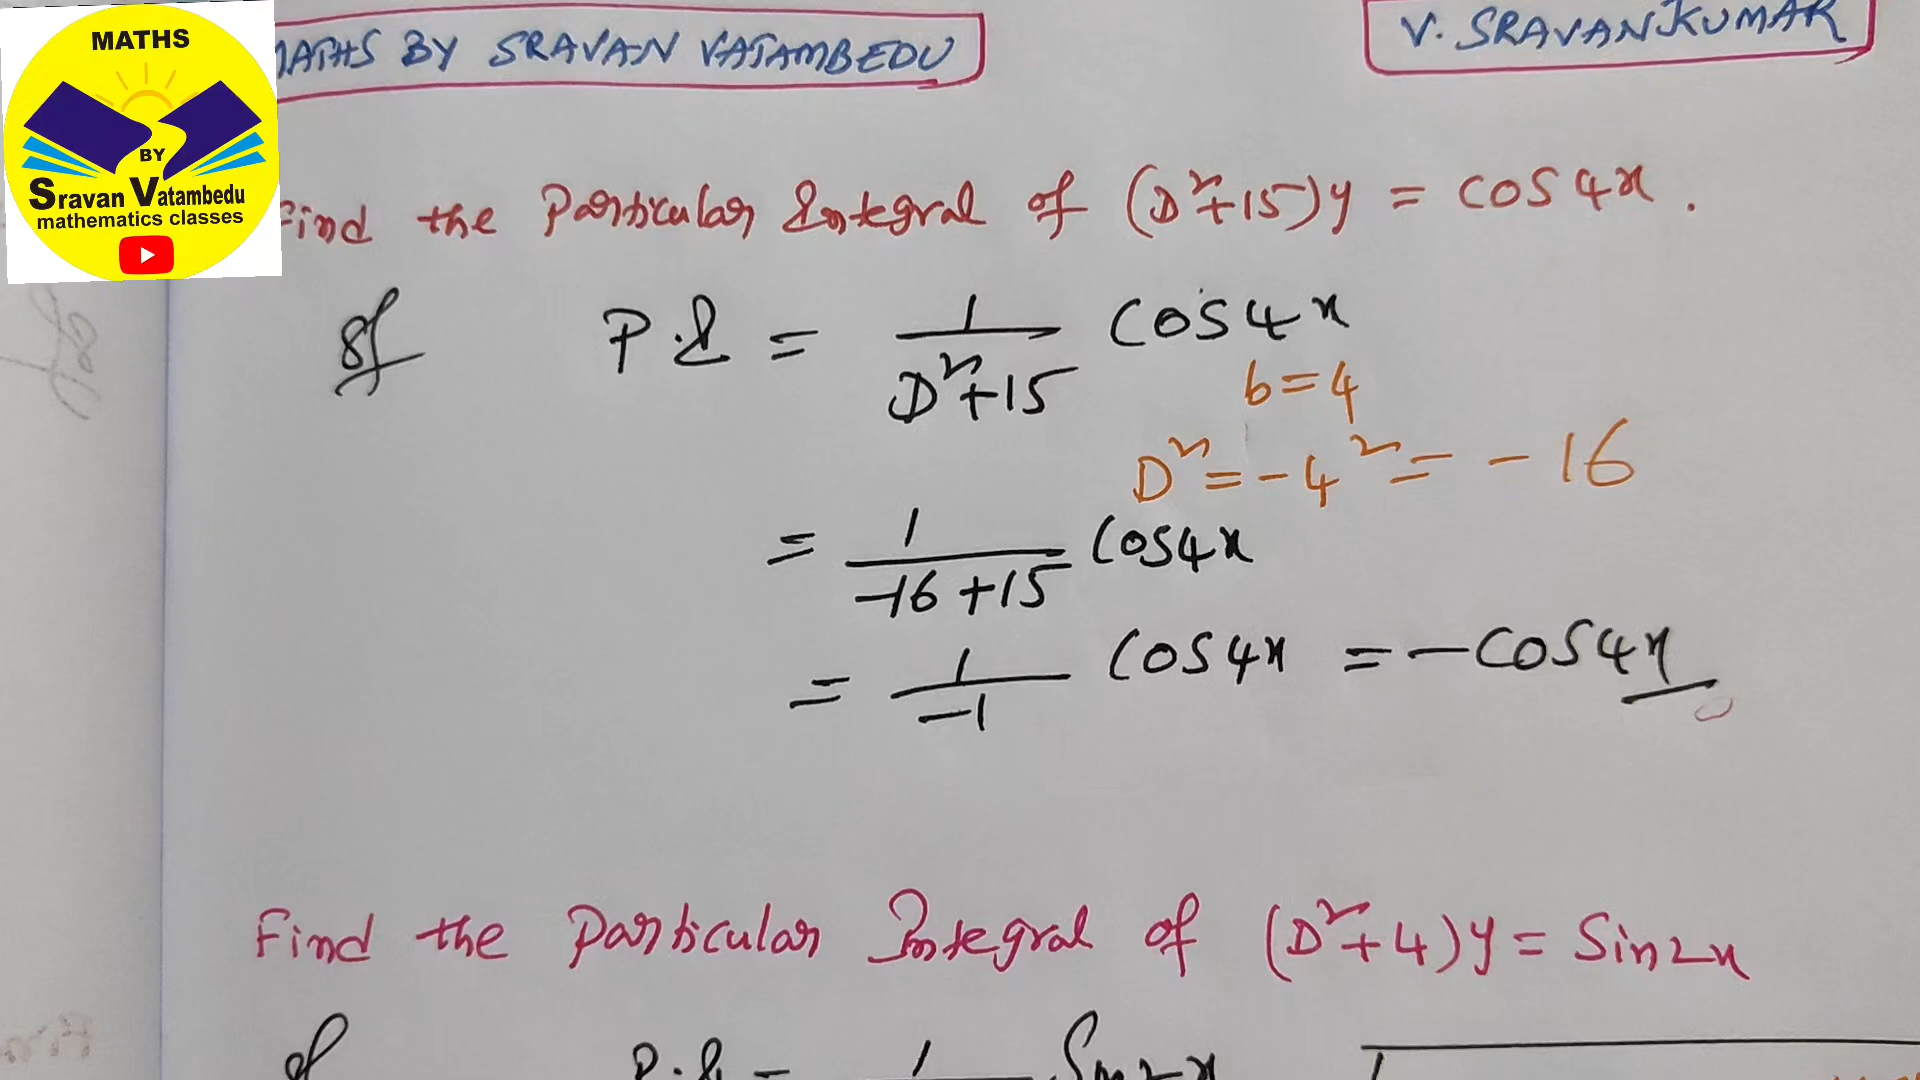 MATHS
BY
Sravan Vatambedu
mathematics classes
MATHS BY SRAVAN VATAMBEDU
V. SRAVANKUMAR
Find the Particular Integral of (D²+15)y = cos4x.
Sol P.I = 1/(D²+15) cos4x
b=4
D²=-4²=-16
= 1/(-16+15) cos4x
= 1/-1 cos4x = -cos4x
Find the Particular Integral of (D²+4)y = Sin2x